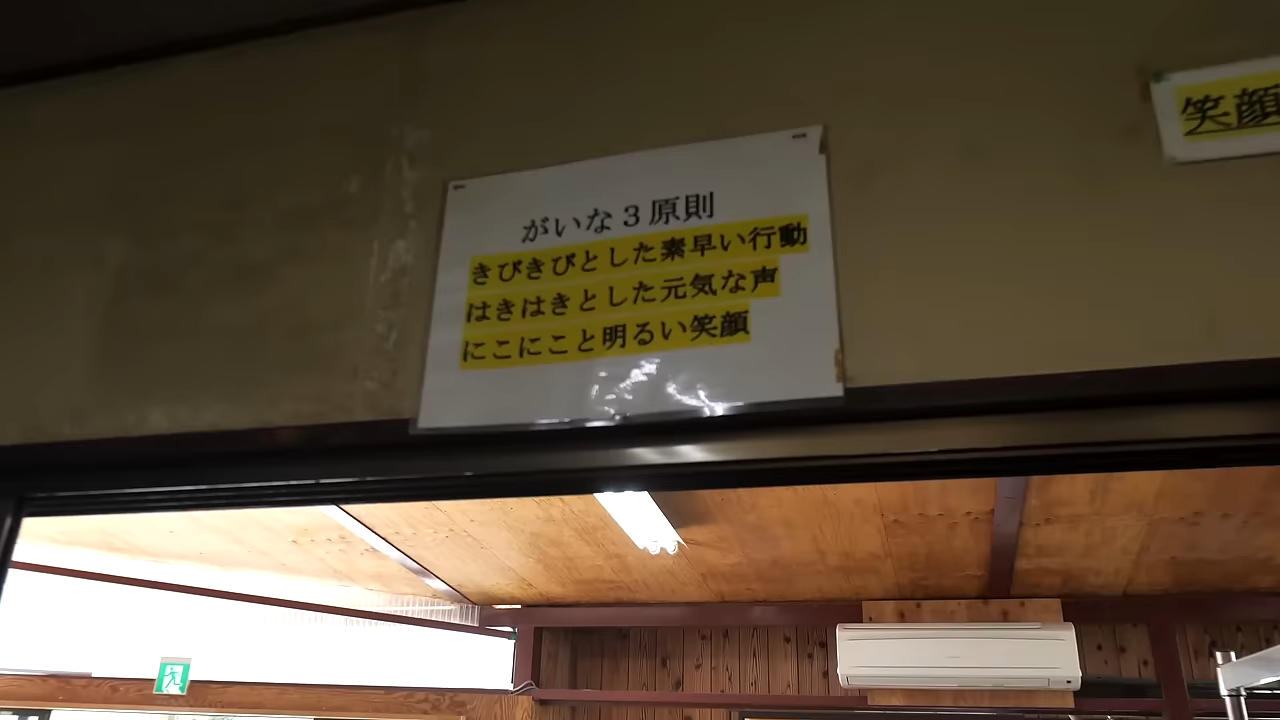 がいな３原則
きびきびとした素早い行動
はきはきとした元気な声
にこにこと明るい笑顔
笑顔